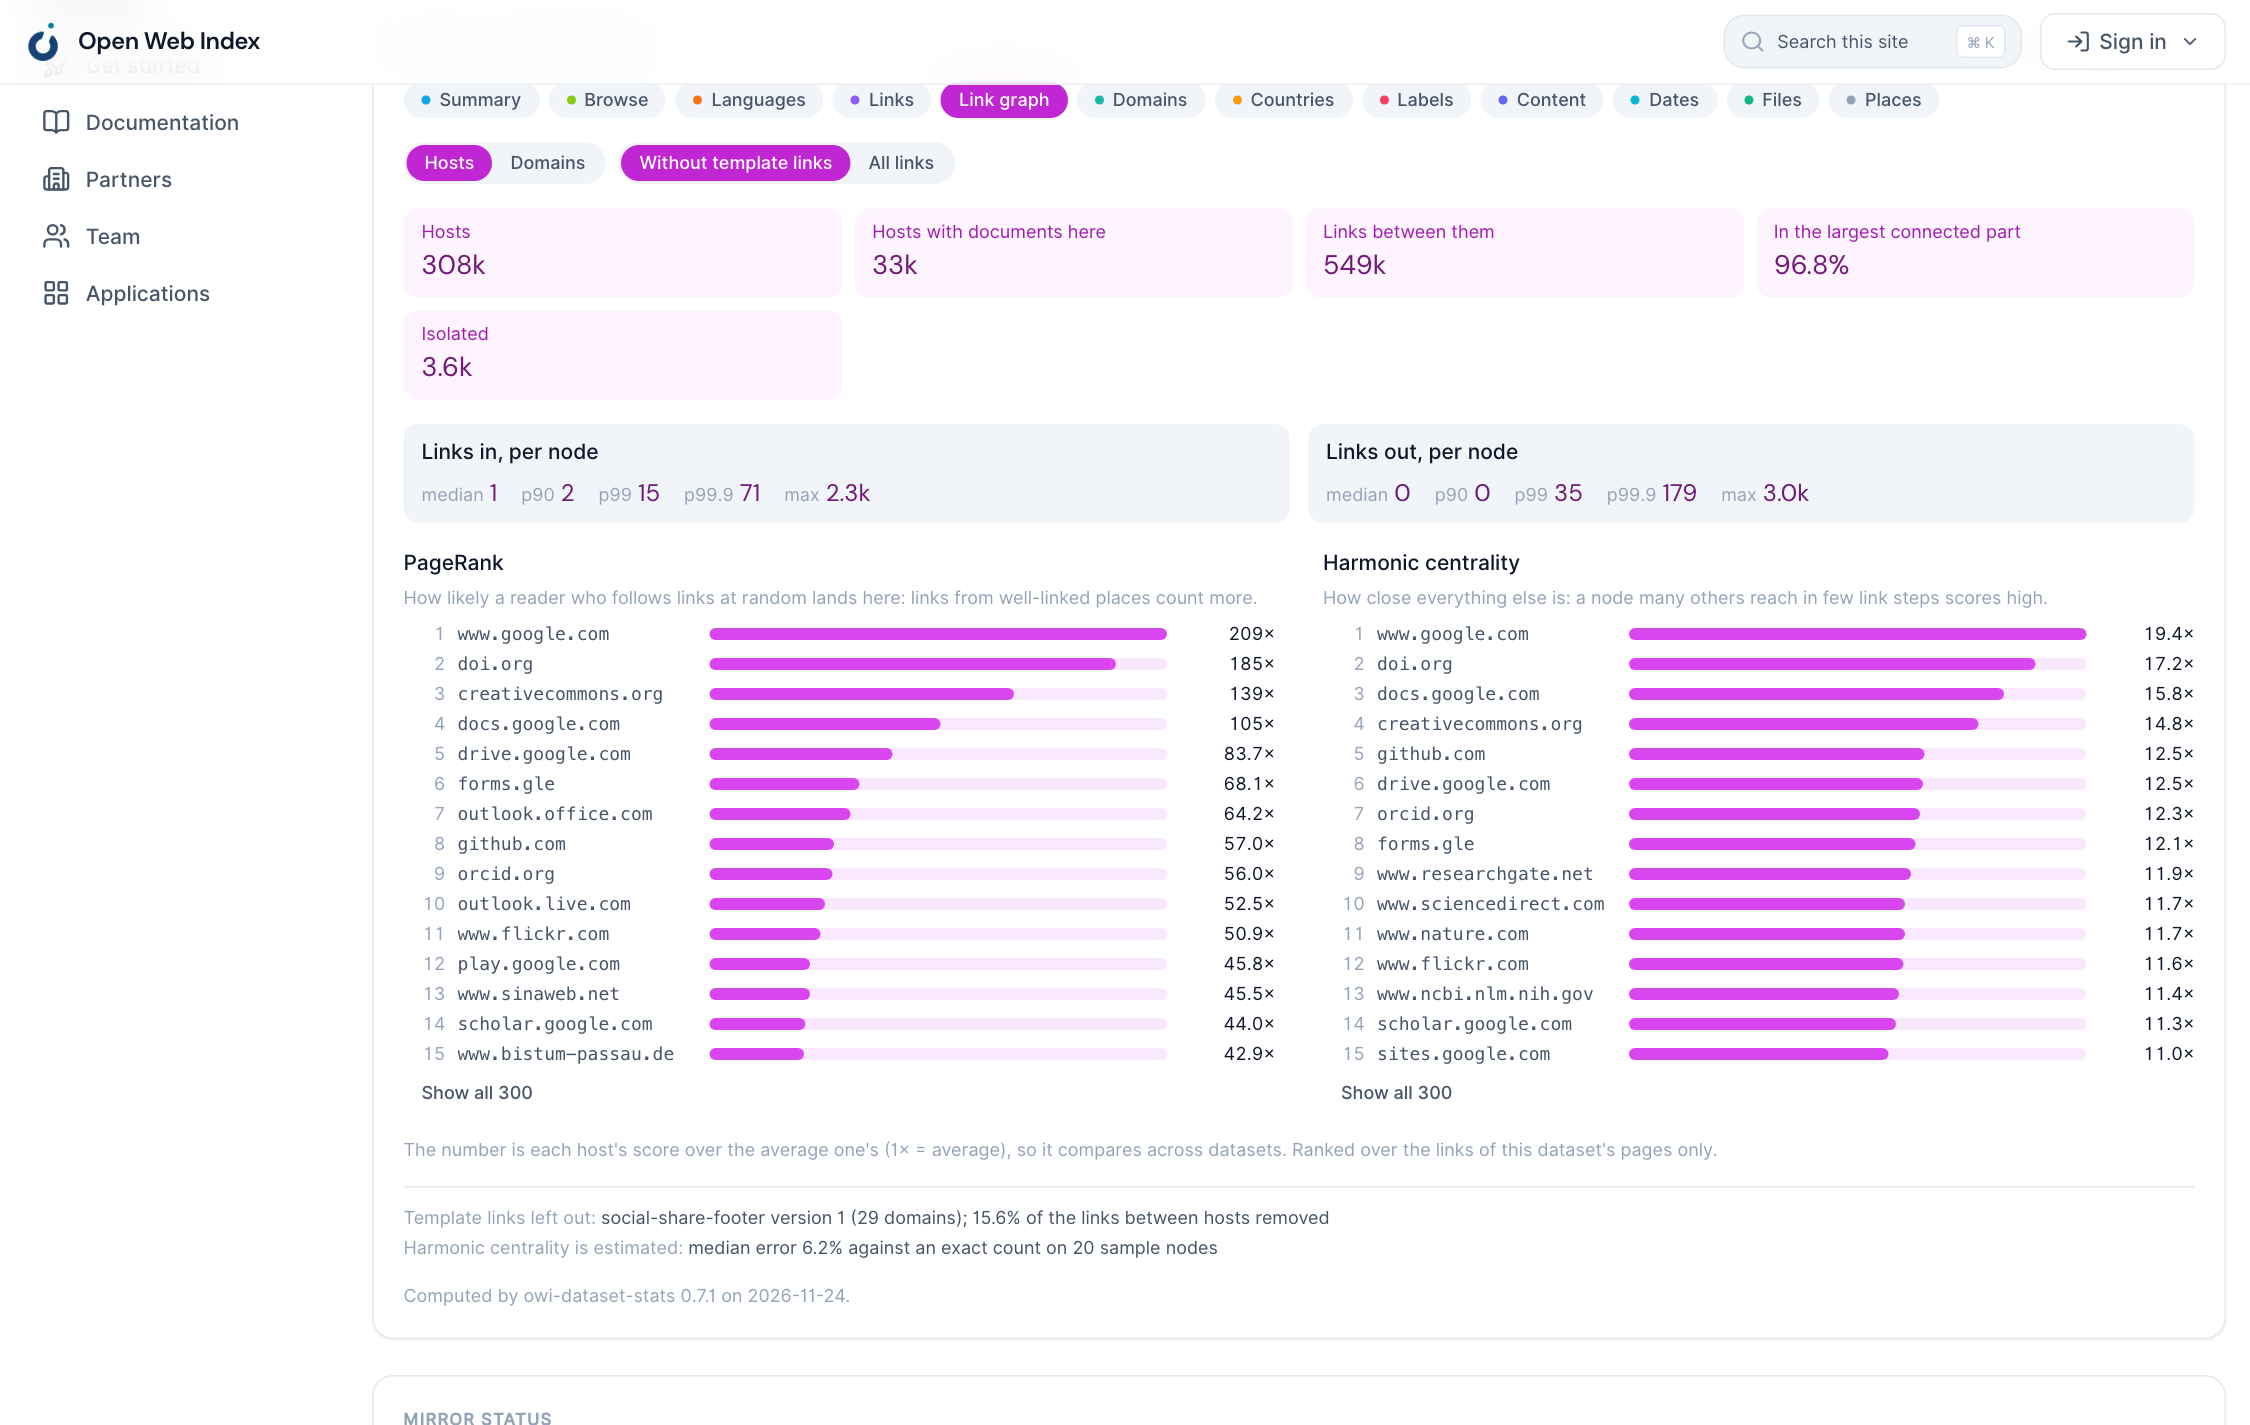 Open Web Index
Search this site
⌘ K
Sign in
Get started
Documentation
Partners
Team
Applications
Summary
Browse
Languages
Links
Link graph
Domains
Countries
Labels
Content
Dates
Files
Places
Hosts
Domains
Without template links
All links
Hosts
308k
Hosts with documents here
33k
Links between them
549k
In the largest connected part
96.8%
Isolated
3.6k
Links in, per node
median 1 p90 2 p99 15 p99.9 71 max 2.3k
Links out, per node
median 0 p90 0 p99 35 p99.9 179 max 3.0k
PageRank
How likely a reader who follows links at random lands here: links from well-linked places count more.
1 www.google.com 209×
2 doi.org 185×
3 creativecommons.org 139×
4 docs.google.com 105×
5 drive.google.com 83.7×
6 forms.gle 68.1×
7 outlook.office.com 64.2×
8 github.com 57.0×
9 orcid.org 56.0×
10 outlook.live.com 52.5×
11 www.flickr.com 50.9×
12 play.google.com 45.8×
13 www.sinaweb.net 45.5×
14 scholar.google.com 44.0×
15 www.bistum-passau.de 42.9×
Show all 300
Harmonic centrality
How close everything else is: a node many others reach in few link steps scores high.
1 www.google.com 19.4×
2 doi.org 17.2×
3 docs.google.com 15.8×
4 creativecommons.org 14.8×
5 github.com 12.5×
6 drive.google.com 12.5×
7 orcid.org 12.3×
8 forms.gle 12.1×
9 www.researchgate.net 11.9×
10 www.sciencedirect.com 11.7×
11 www.nature.com 11.7×
12 www.flickr.com 11.6×
13 www.ncbi.nlm.nih.gov 11.4×
14 scholar.google.com 11.3×
15 sites.google.com 11.0×
Show all 300
The number is each host's score over the average one's (1× = average), so it compares across datasets. Ranked over the links of this dataset's pages only.
Template links left out: social-share-footer version 1 (29 domains); 15.6% of the links between hosts removed
Harmonic centrality is estimated: median error 6.2% against an exact count on 20 sample nodes
Computed by owi-dataset-stats 0.7.1 on 2026-11-24.
MIRROR STATUS